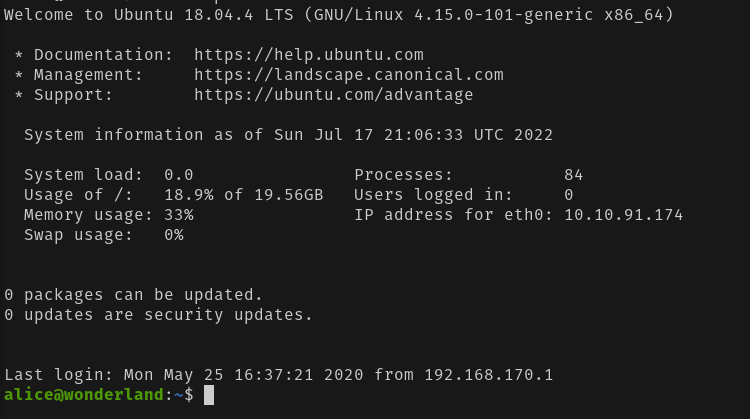 Welcome to Ubuntu 18.04.4 LTS (GNU/Linux 4.15.0-101-generic x86_64)
* Documentation:  https://help.ubuntu.com
* Management:     https://landscape.canonical.com
* Support:        https://ubuntu.com/advantage
System information as of Sun Jul 17 21:06:33 UTC 2022
System load:  0.0                Processes:           84
Usage of /:   18.9% of 19.56GB   Users logged in:     0
Memory usage: 33%                IP address for eth0: 10.10.91.174
Swap usage:   0%
0 packages can be updated.
0 updates are security updates.
Last login: Mon May 25 16:37:21 2020 from 192.168.170.1
alice@wonderland:~$